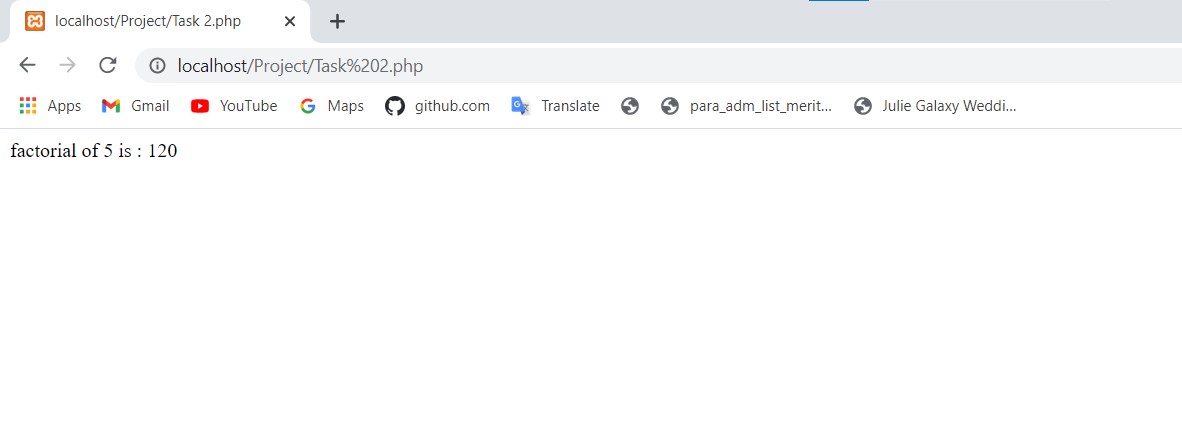 localhost/Project/Task 2.php
localhost/Project/Task%202.php
Apps Gmail YouTube Maps github.com Translate para_adm_list_merit... Julie Galaxy Weddi...
factorial of 5 is : 120